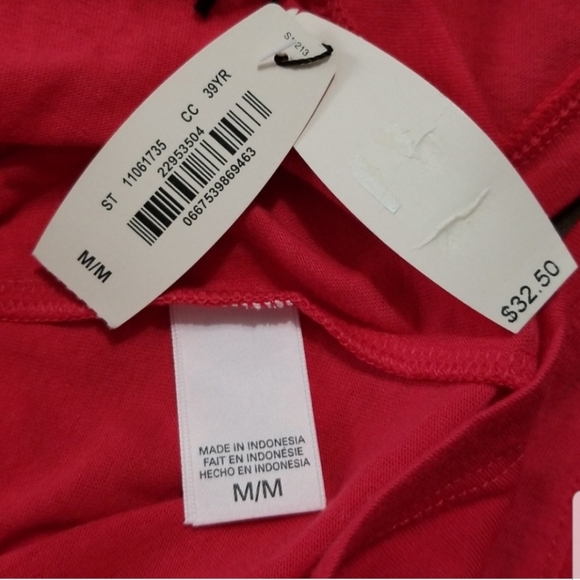 ST 11061735 CC 39YR
22953504
0667539869463
M/M
$32.50
MADE IN INDONESIA
FAIT EN INDONÉSIE
HECHO EN INDONESIA
M/M